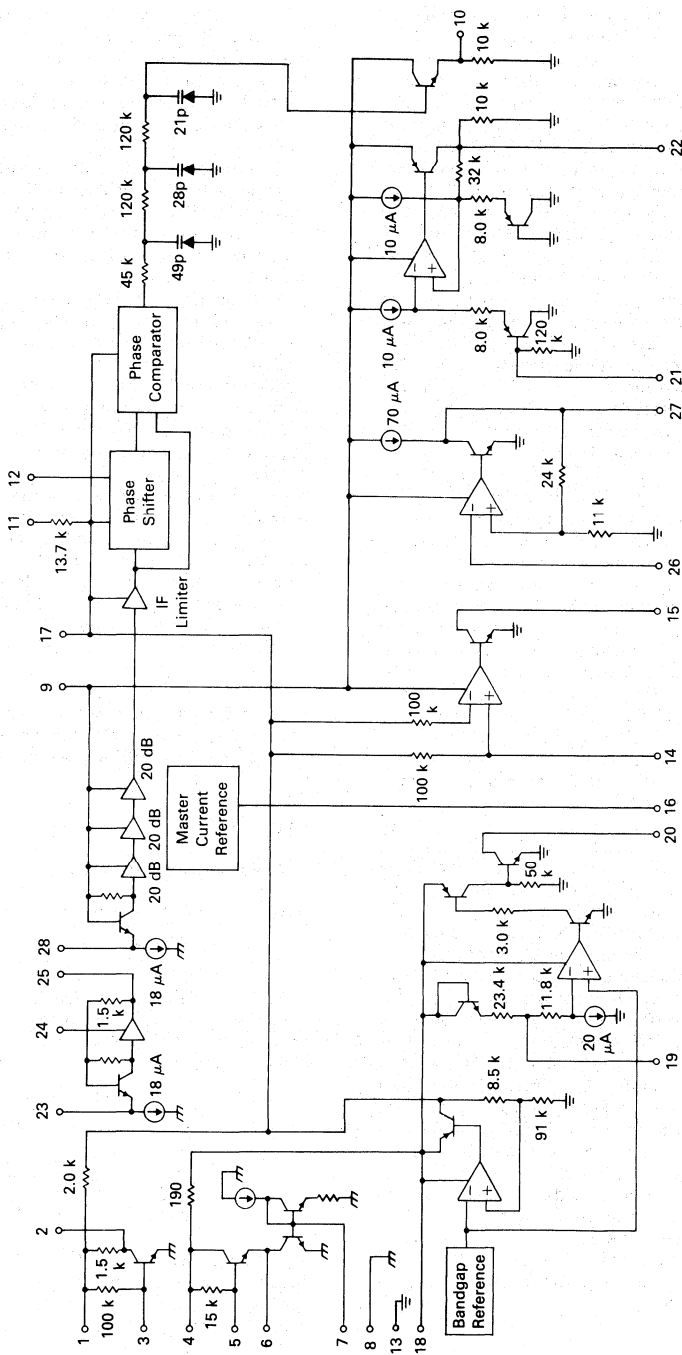 1
2
3
4
5
6
7
8
13
18
100 k
1.5
k
2.0 k
15 k
190
Bandgap
Reference
8.5 k
91 k
23
24
25
28
1.5
k
18 μA
18 μA
20 dB
20 dB
20 dB
9
17
11
12
13.7 k
IF
Limiter
Phase
Shifter
Phase
Comparator
45 k
120 k
120 k
49p
28p
21p
Master
Current
Reference
23.4 k
11.8 k
20
μA
3.0 k
50
k
100 k
100
k
70 μA
24 k
11 k
10 μA
8.0 k
120
k
10 μA
8.0 k
32 k
10 k
10 k
10
19
20
16
14
15
26
27
21
22